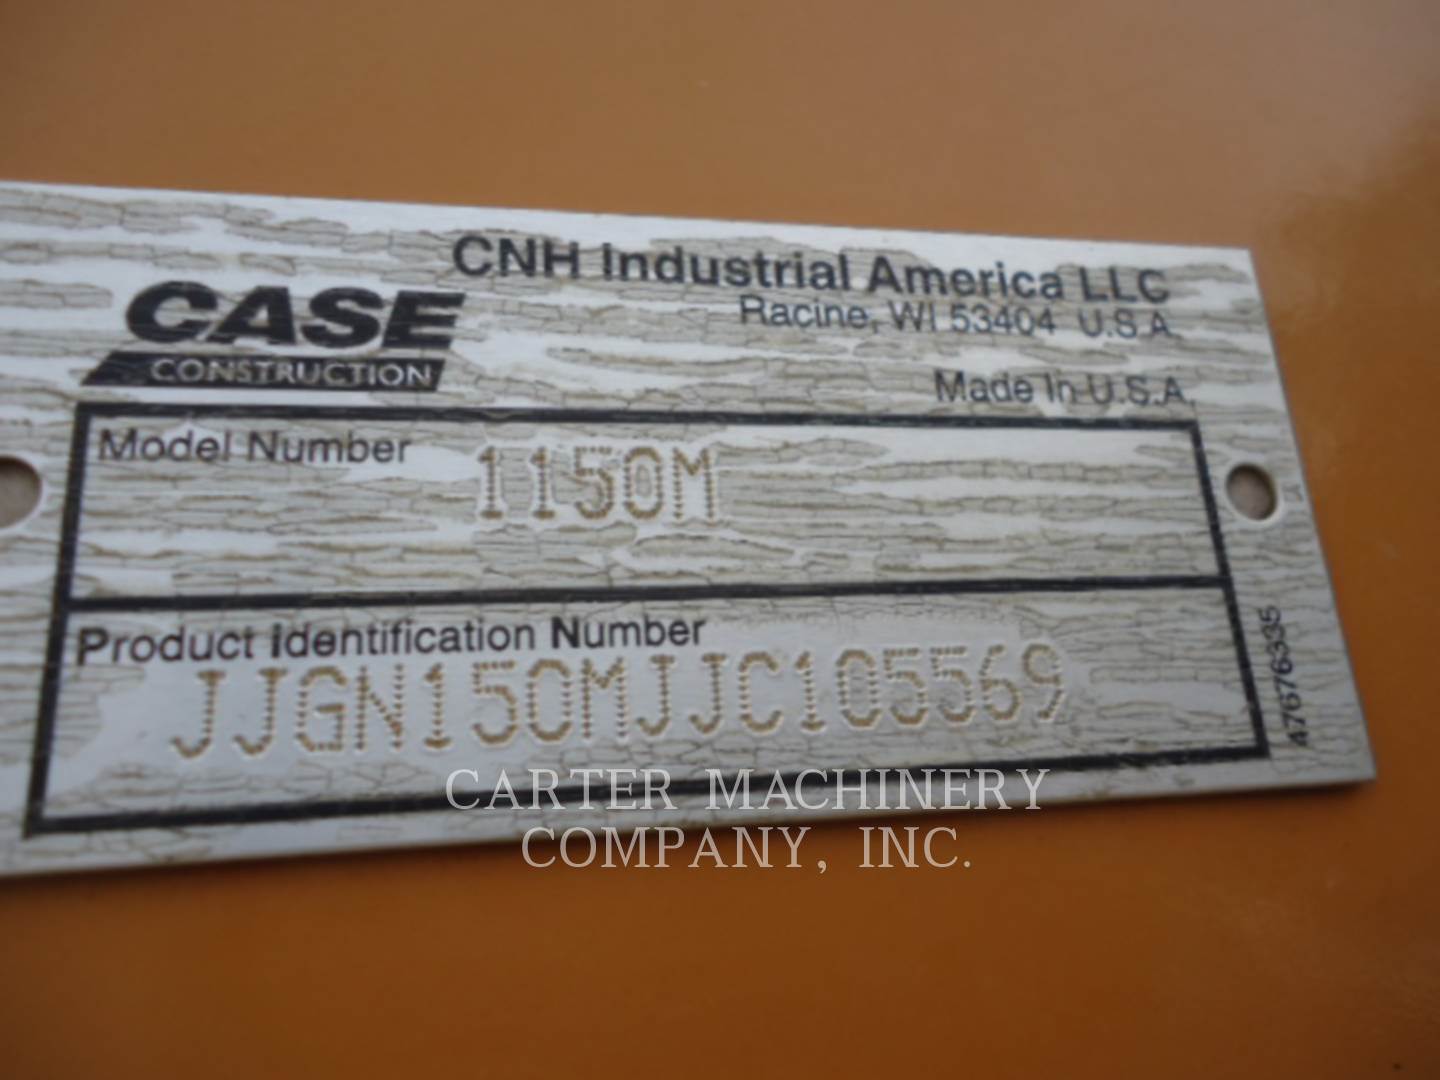 CNH Industrial America LLC
Racine, WI 53404 U.S.A.
CASE
CONSTRUCTION
Made In U.S.A.
Model Number 1150M
Product Identification Number
JJGN150MJJC105569
47676335
CARTER MACHINERY
COMPANY, INC.